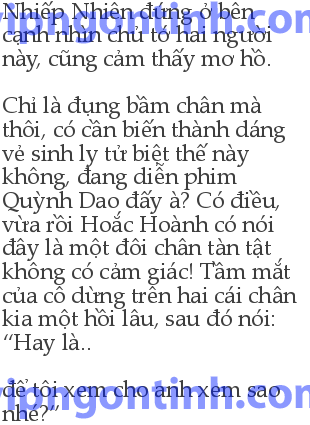 Nhiếp Nhiên đứng ở bên
cạnh nhìn chủ tớ hai người
này, cũng cảm thấy mơ hồ.
Chỉ là đụng bầm chân mà
thôi, có cần biến thành dáng
vẻ sinh ly tử biệt thế này
không, đang diễn phim
Quỳnh Dao đấy à? Có điều,
vừa rồi Hoắc Hoành có nói
đây là một đôi chân tàn tật
không có cảm giác! Tầm mắt
của cô dừng trên hai cái chân
kia một hồi lâu, sau đó nói:
“Hay là..
để tôi xem cho anh xem sao
nhé?”
vipngontinh.com
vipngontinh.com